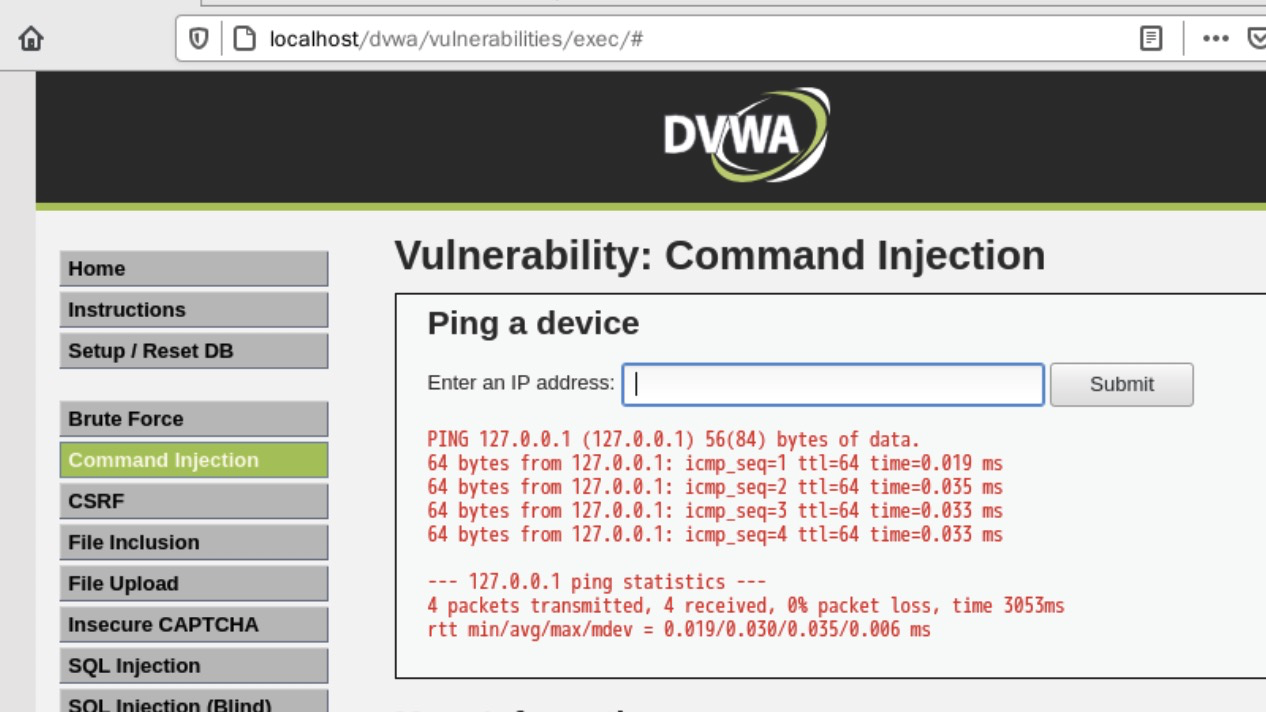 localhost/dvwa/vulnerabilities/exec/#
DVWA
Home
Instructions
Setup / Reset DB
Brute Force
Command Injection
CSRF
File Inclusion
File Upload
Insecure CAPTCHA
SQL Injection
SQL Injection (Blind)
Vulnerability: Command Injection
Ping a device
Enter an IP address: Submit
PING 127.0.0.1 (127.0.0.1) 56(84) bytes of data.
64 bytes from 127.0.0.1: icmp_seq=1 ttl=64 time=0.019 ms
64 bytes from 127.0.0.1: icmp_seq=2 ttl=64 time=0.035 ms
64 bytes from 127.0.0.1: icmp_seq=3 ttl=64 time=0.033 ms
64 bytes from 127.0.0.1: icmp_seq=4 ttl=64 time=0.033 ms
--- 127.0.0.1 ping statistics ---
4 packets transmitted, 4 received, 0% packet loss, time 3053ms
rtt min/avg/max/mdev = 0.019/0.030/0.035/0.006 ms